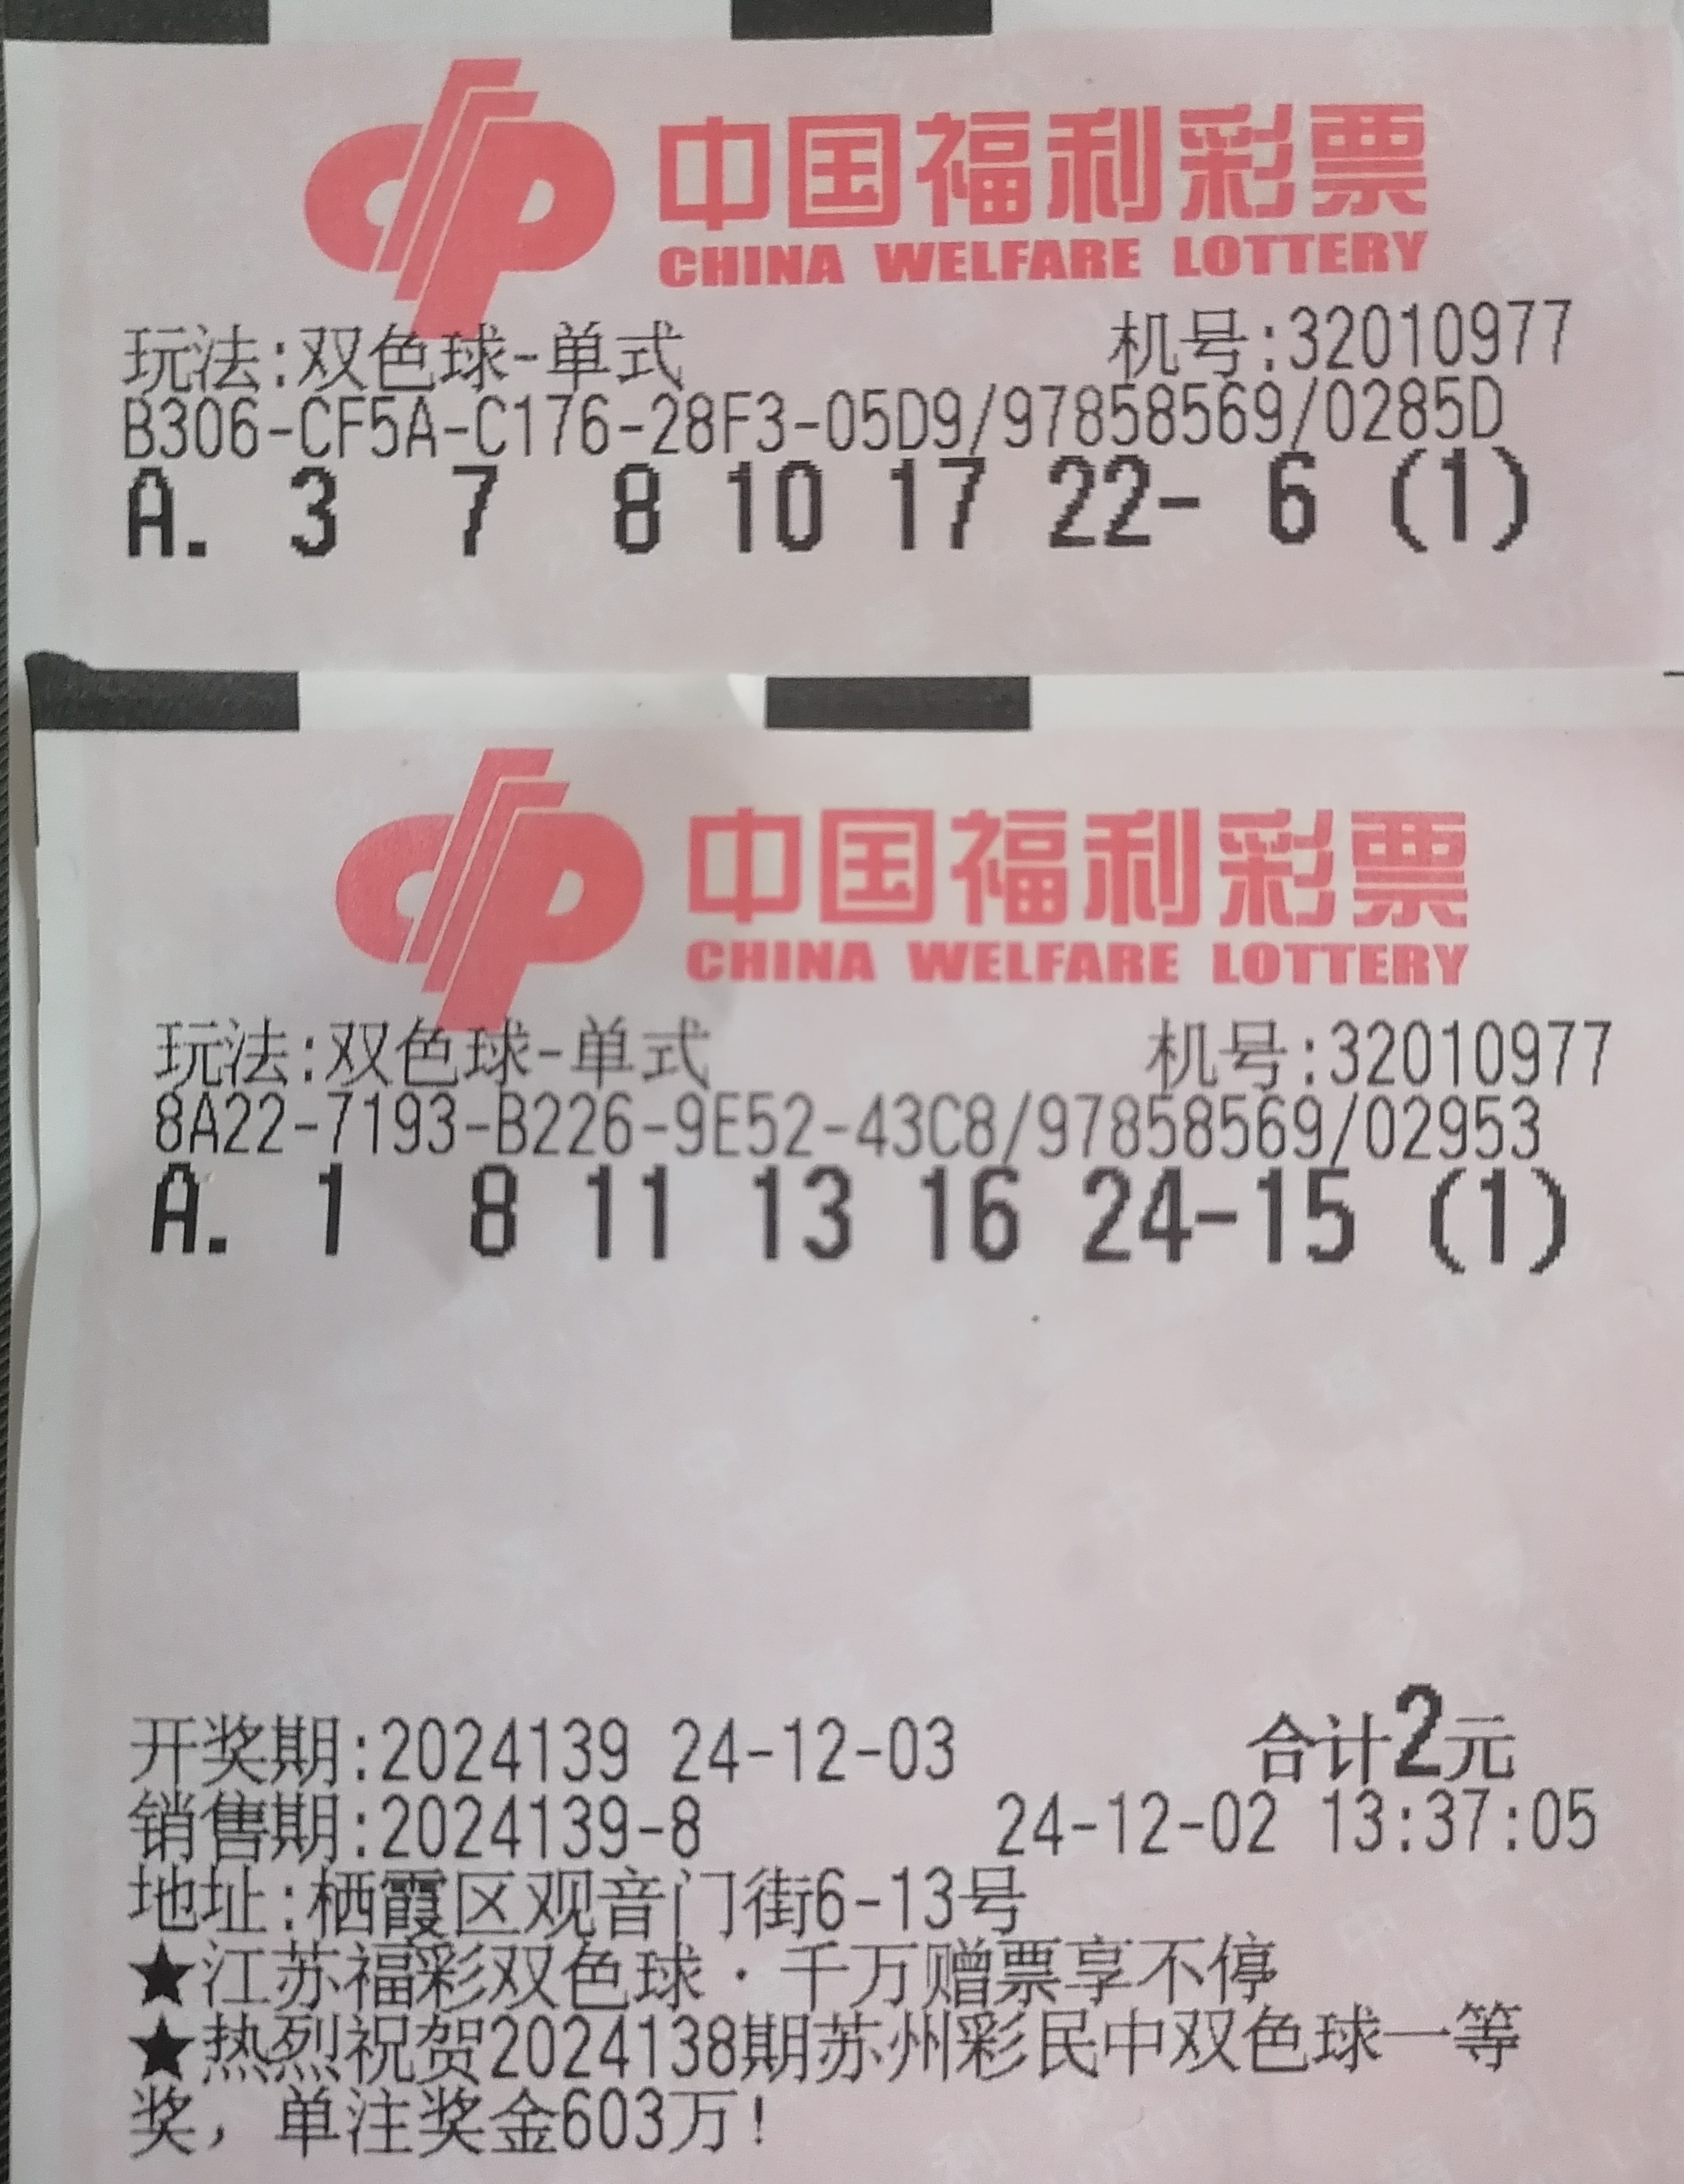 中国福利彩票
CHINA WELFARE LOTTERY
玩法:双色球-单式 机号:32010977
B306-CF5A-C176-28F3-05D9/97858569/0285D
A. 3 7 8 10 17 22- 6 (1)
中国福利彩票
CHINA WELFARE LOTTERY
玩法:双色球-单式 机号:32010977
8A22-7193-B226-9E52-43C8/97858569/02953
A. 1 8 11 13 16 24-15 (1)
开奖期:2024139 24-12-03 合计2元
销售期:2024139-8 24-12-02 13:37:05
地址:栖霞区观音门街6-13号
★江苏福彩双色球·千万赠票享不停
★热烈祝贺2024138期苏州彩民中双色球一等
奖，单注奖金603万!